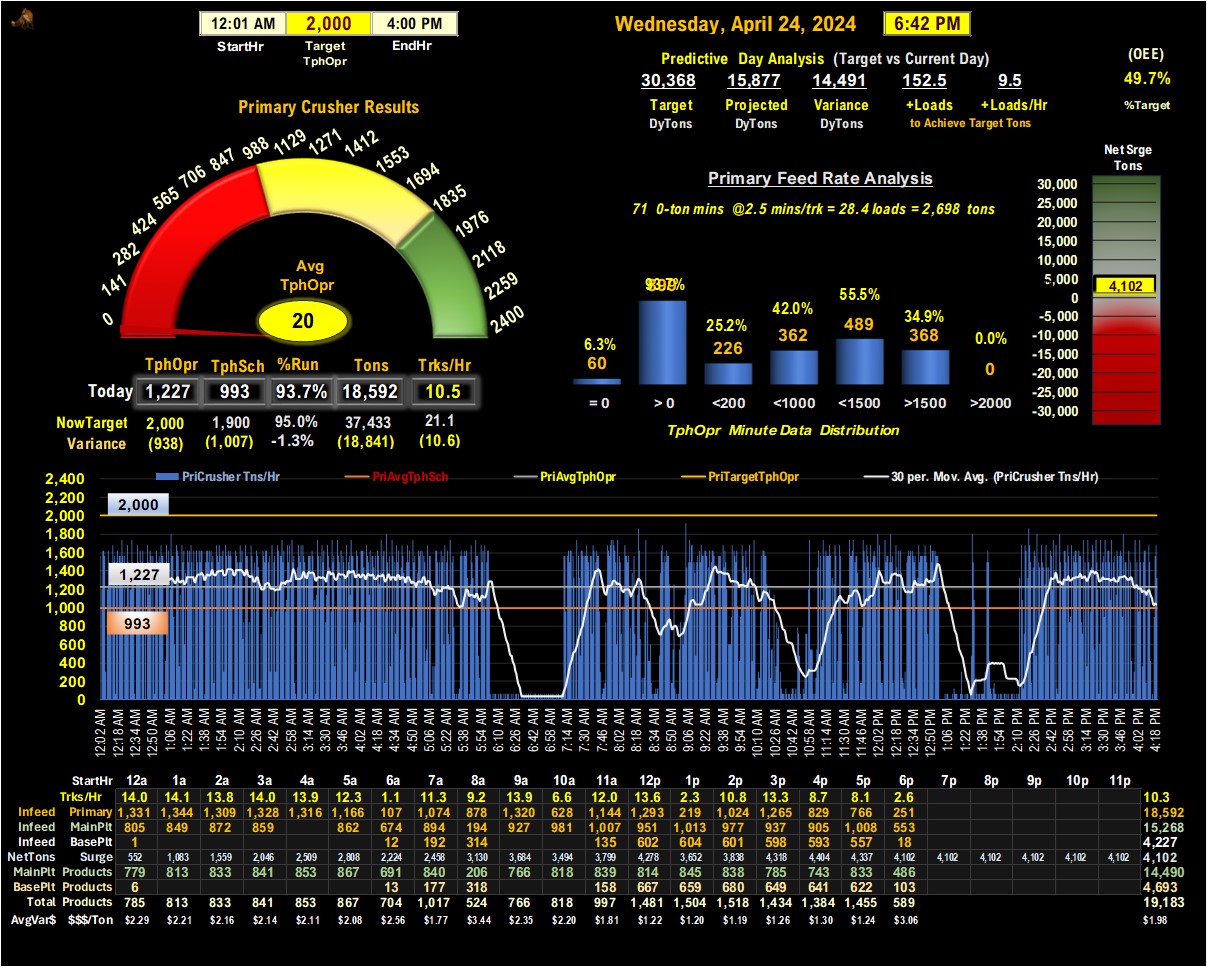 12:01 AM 2,000 4:00 PM
StartHr Target EndHr
TphOpr
Wednesday, April 24, 2024 6:42 PM
Predictive Day Analysis (Target vs Current Day)
30,368 15,877 14,491 152.5 9.5
Target Projected Variance +Loads +Loads/Hr
DyTons DyTons DyTons to Achieve Target Tons
(OEE)
49.7%
%Target
Primary Crusher Results
0 141 282 424 565 706 847 988 1129 1271 1412 1553 1694 1835 1976 2118 2259 2400
Avg
TphOpr
20
TphOpr TphSch %Run Tons Trks/Hr
Today 1,227 993 93.7% 18,592 10.5
NowTarget 2,000 1,900 95.0% 37,433 21.1
Variance (938) (1,007) -1.3% (18,841) (10.6)
Primary Feed Rate Analysis
71 0-ton mins @2.5 mins/trk = 28.4 loads = 2,698 tons
6.3% 93.7% 25.2% 42.0% 55.5% 34.9% 0.0%
60 226 362 489 368 0
= 0 > 0 <200 <1000 <1500 >1500 >2000
TphOpr Minute Data Distribution
Net Srge
Tons
30,000
25,000
20,000
15,000
10,000
5,000
4,102
0
-5,000
-10,000
-15,000
-20,000
-25,000
-30,000
PriCrusher Tns/Hr PriAvgTphSch PriAvgTphOpr PriTargetTphOpr 30 per. Mov. Avg. (PriCrusher Tns/Hr)
2,400
2,200
2,000
1,800
1,600
1,400
1,200
1,000
800
600
400
200
0
2,000
1,227
993
12:02 AM 12:18 AM 12:34 AM 12:50 AM 1:06 AM 1:22 AM 1:38 AM 1:54 AM 2:10 AM 2:26 AM 2:42 AM 2:58 AM 3:14 AM 3:30 AM 3:46 AM 4:02 AM 4:18 AM 4:34 AM 4:50 AM 5:06 AM 5:22 AM 5:38 AM 5:54 AM 6:10 AM 6:26 AM 6:42 AM 6:58 AM 7:14 AM 7:30 AM 7:46 AM 8:02 AM 8:18 AM 8:34 AM 8:50 AM 9:06 AM 9:22 AM 9:38 AM 9:54 AM 10:10 AM 10:26 AM 10:42 AM 10:58 AM 11:14 AM 11:30 AM 11:46 AM 12:02 PM 12:18 PM 12:34 PM 12:50 PM 1:06 PM 1:22 PM 1:38 PM 1:54 PM 2:10 PM 2:26 PM 2:42 PM 2:58 PM 3:14 PM 3:30 PM 3:46 PM 4:02 PM 4:18 PM
StartHr 12a 1a 2a 3a 4a 5a 6a 7a 8a 9a 10a 11a 12p 1p 2p 3p 4p 5p 6p 7p 8p 9p 10p 11p
Trks/Hr 14.0 14.1 13.8 14.0 13.9 12.3 1.1 11.3 9.2 13.9 6.6 12.0 13.6 2.3 10.8 13.3 8.7 8.1 2.6 10.3
Infeed Primary 1,331 1,344 1,309 1,328 1,316 1,166 107 1,074 878 1,320 628 1,144 1,293 219 1,024 1,265 829 766 251 18,592
Infeed MainPlt 805 849 872 859 862 674 894 194 927 981 1,007 951 1,013 977 937 905 1,008 553 15,268
Infeed BasePlt 1 12 192 314 135 602 604 601 598 593 557 18 4,227
NetTons Surge 552 1,083 1,559 2,046 2,509 2,808 2,224 2,458 3,130 3,684 3,494 3,799 4,278 3,652 3,838 4,318 4,404 4,337 4,102 4,102 4,102 4,102 4,102 4,102 4,102
MainPlt Products 779 813 833 841 853 867 691 840 206 766 818 839 814 845 838 785 743 833 486 14,490
BasePlt Products 6 13 177 318 158 667 659 680 649 641 622 103 4,693
Total Products 785 813 833 841 853 867 704 1,017 524 766 818 997 1,481 1,504 1,518 1,434 1,384 1,455 589 19,183
AvgVar$ $$$/Ton $2.29 $2.21 $2.16 $2.14 $2.11 $2.08 $2.56 $1.77 $3.44 $2.35 $2.20 $1.81 $1.22 $1.20 $1.19 $1.26 $1.30 $1.24 $3.06 $1.98